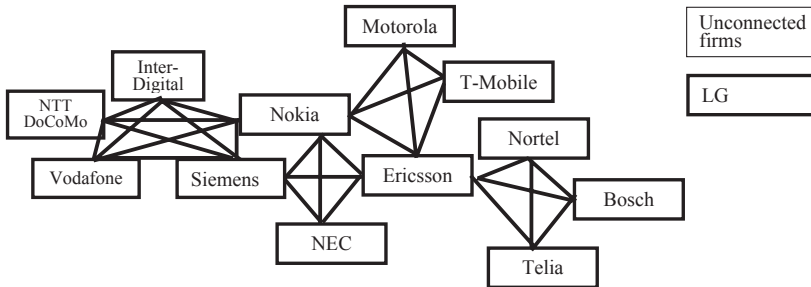 Motorola
Unconnected
firms
Inter-
Digital
T-Mobile
LG
NTT
DoCoMo
Nokia
Nortel
Vodafone
Siemens
Ericsson
Bosch
NEC
Telia